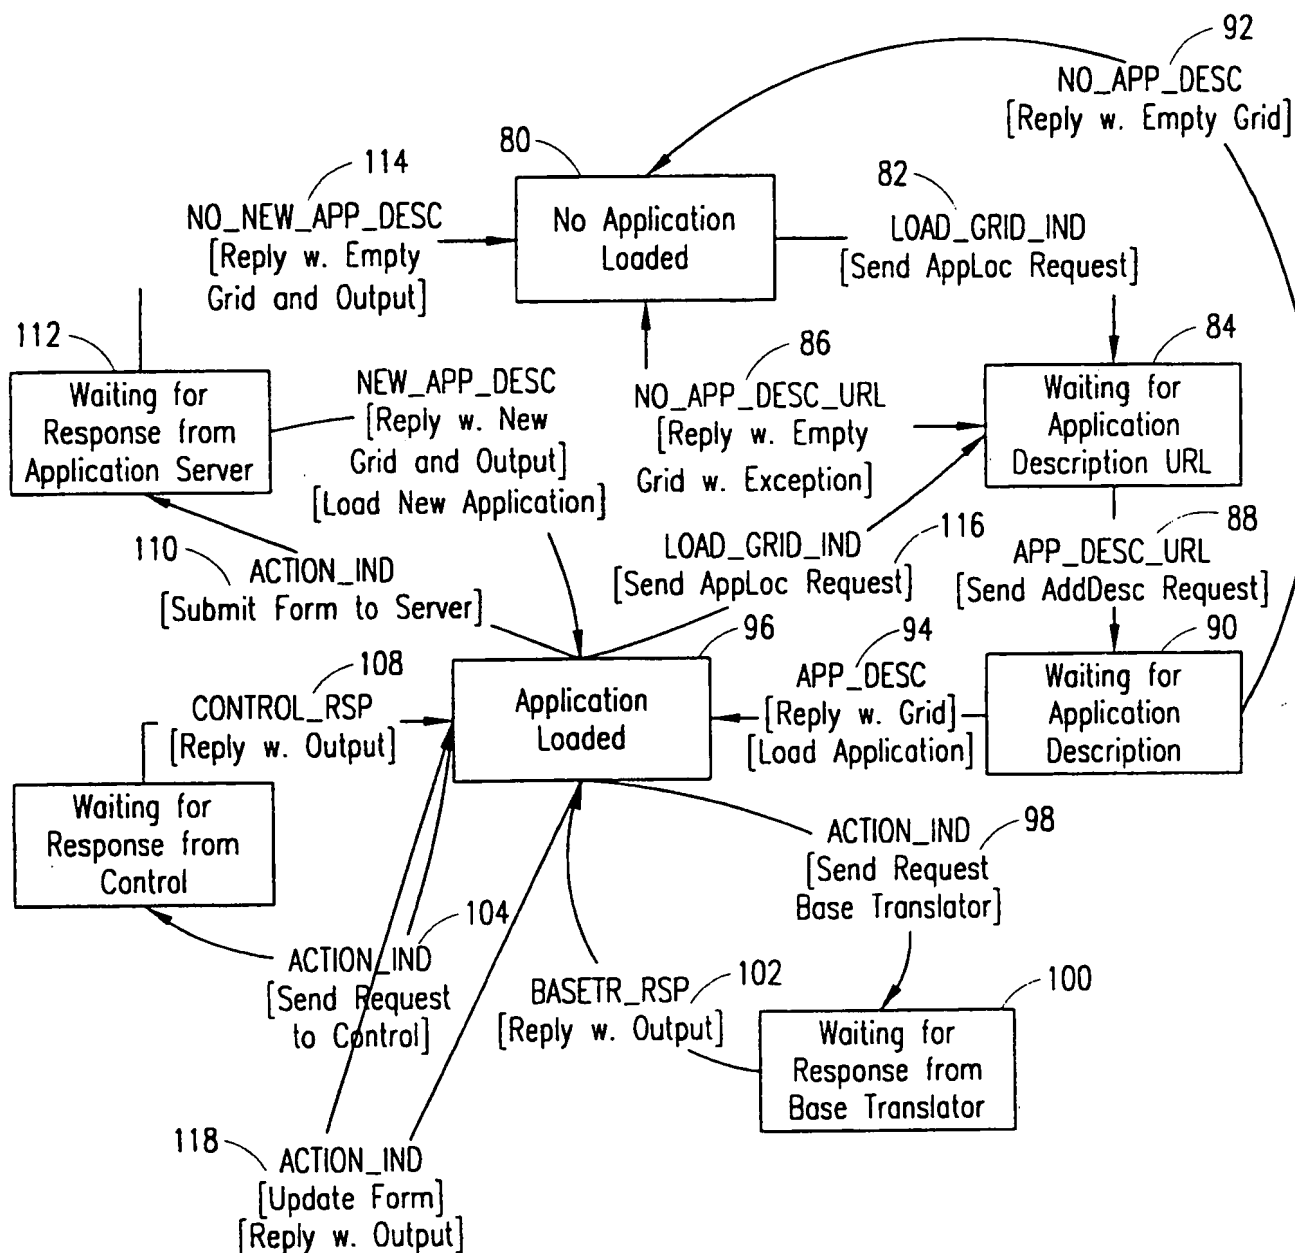 92
NO_APP_DESC
[Reply w. Empty Grid]
80
No Application
Loaded
114
NO_NEW_APP_DESC
[Reply w. Empty
Grid and Output]
82
LOAD_GRID_IND
[Send AppLoc Request]
112
Waiting for
Response from
Application Server
NEW_APP_DESC
[Reply w. New
Grid and Output]
[Load New Application]
86
NO_APP_DESC_URL
[Reply w. Empty
Grid w. Exception]
84
Waiting for
Application
Description URL
110
ACTION_IND
[Submit Form to Server]
LOAD_GRID_IND
[Send AppLoc Request]
116
88
APP_DESC_URL
[Send AddDesc Request]
108
CONTROL_RSP
[Reply w. Output]
96
Application
Loaded
94
APP_DESC
[Reply w. Grid]
[Load Application]
90
Waiting for
Application
Description
Waiting for
Response from
Control
ACTION_IND
[Send Request
Base Translator]
98
104
ACTION_IND
[Send Request
to Control]
BASETR_RSP
[Reply w. Output]
102
100
Waiting for
Response from
Base Translator
118
ACTION_IND
[Update Form]
[Reply w. Output]